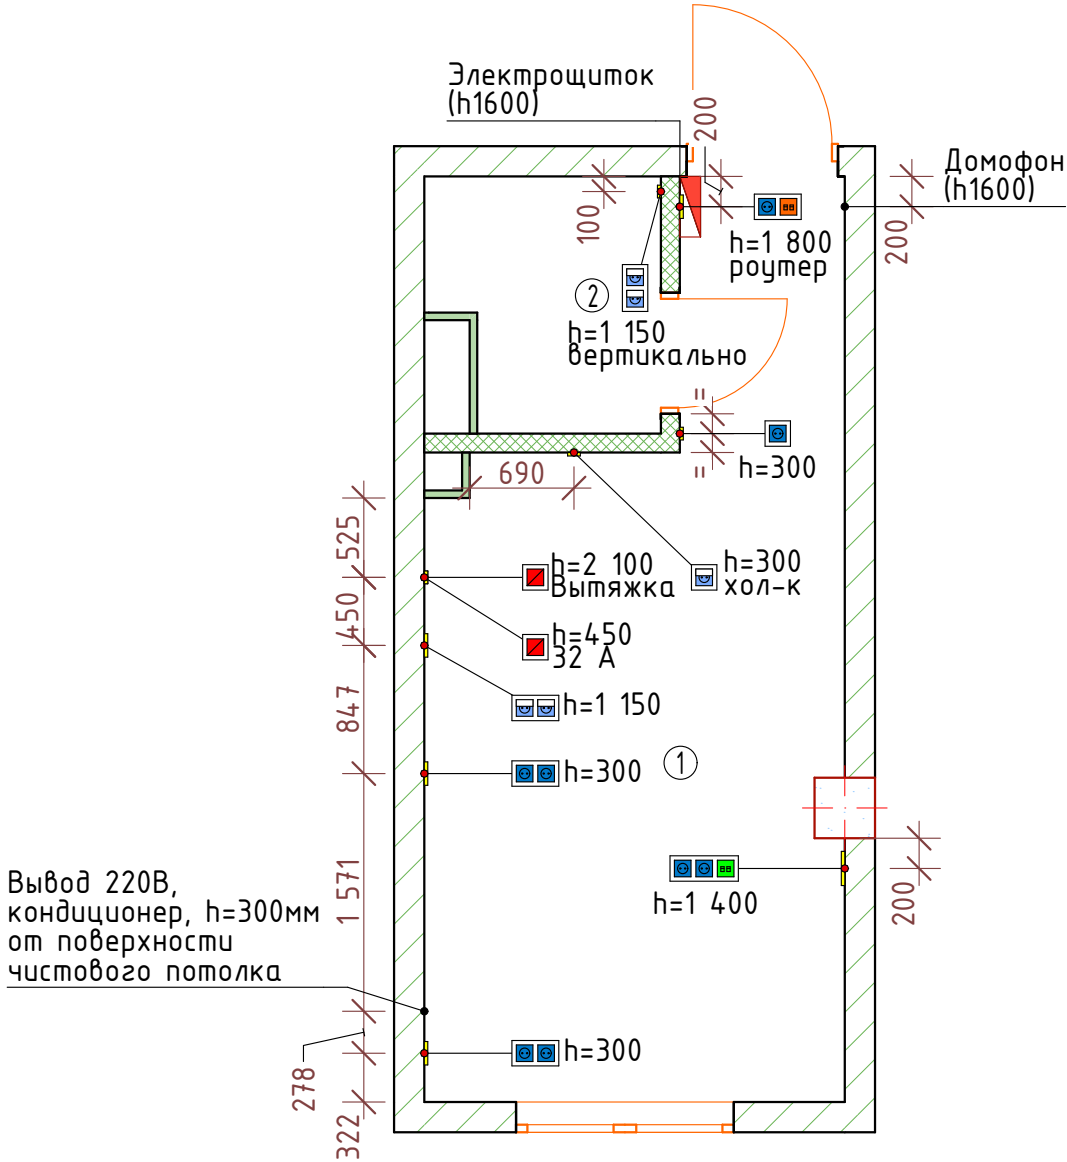 Электрощиток
(h1600)
200
Домофон
(h1600)
200
100
h=1 800
роутер
2
h=1 150
вертикально
=
=
h=300
690
525
h=2 100
Вытяжка
h=300
хол-к
450
h=450
32 А
847
h=1 150
h=300
1
1 571
h=1 400
200
Вывод 220В,
кондиционер, h=300мм
от поверхности
чистового потолка
278
h=300
322